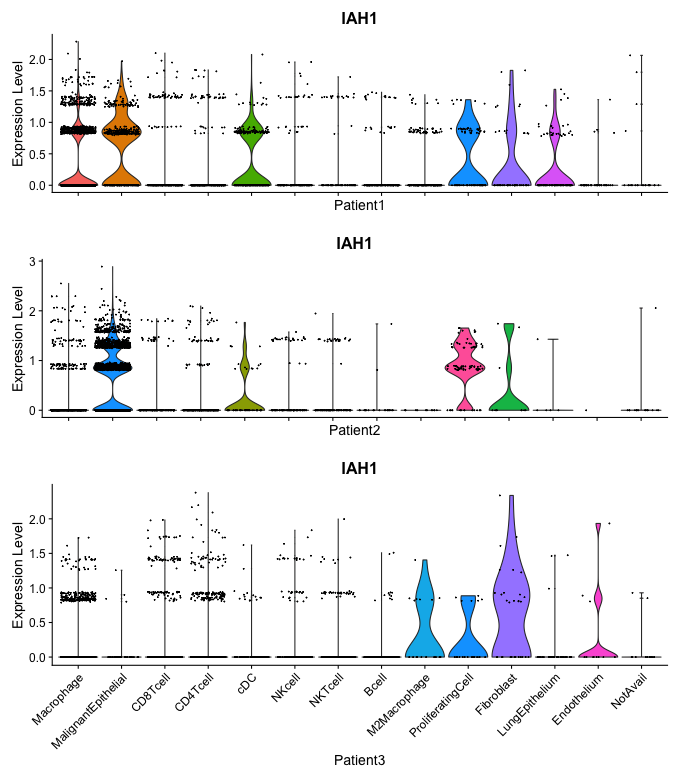 IAH1
Expression Level
2.0
1.5
1.0
0.5
0.0
Patient1
IAH1
Expression Level
3
2
1
0
Patient2
IAH1
Expression Level
2.0
1.5
1.0
0.5
0.0
Macrophage
MalignantEpithelial
CD8Tcell
CD4Tcell
cDC
NKcell
NKTcell
Bcell
M2Macrophage
ProliferatingCell
Fibroblast
LungEpithelium
Endothelium
NotAvail
Patient3